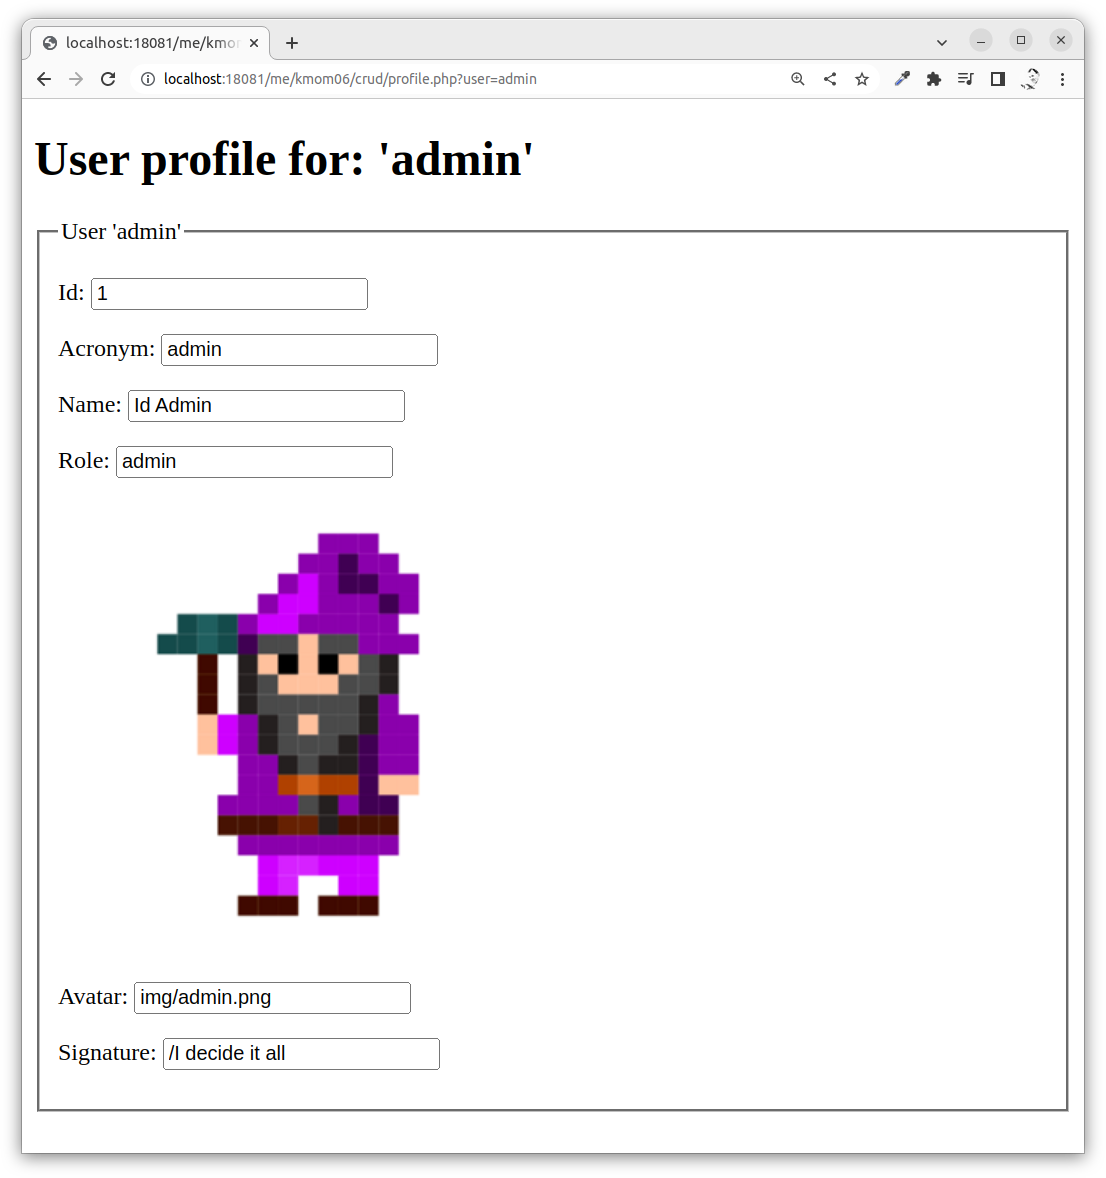 localhost:18081/me/kmom
localhost:18081/me/kmom06/crud/profile.php?user=admin
User profile for: 'admin'
User 'admin'
Id: 1
Acronym: admin
Name: Id Admin
Role: admin
Avatar: img/admin.png
Signature: /I decide it all